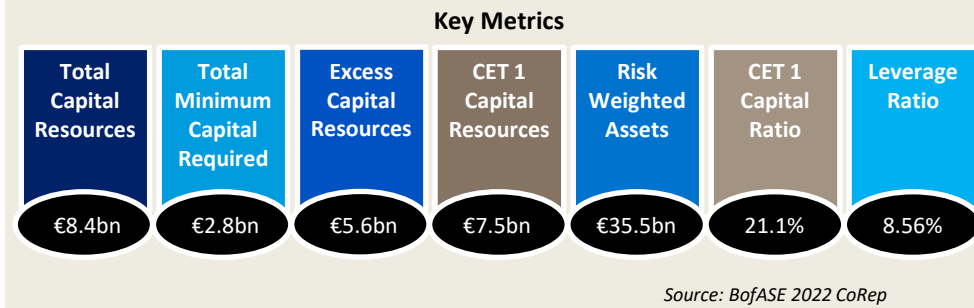 Key Metrics
Total
Capital
Resources
Total
Minimum
Capital
Required
Excess
Capital
Resources
CET 1
Capital
Resources
Risk
Weighted
Assets
CET 1
Capital
Ratio
Leverage
Ratio
€8.4bn
€2.8bn
€5.6bn
€7.5bn
€35.5bn
21.1%
8.56%
Source: BofASE 2022 CoRep